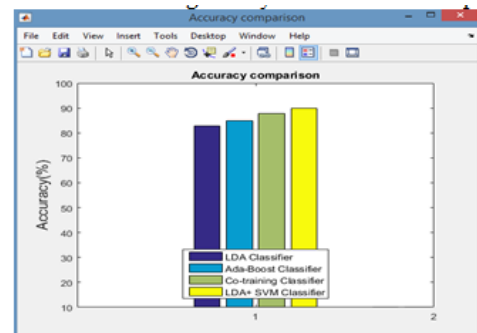 Accuracy comparison
File Edit View Insert Tools Desktop Window Help
Accuracy comparison
100
90
80
70
60
50
40
30
20
10
Accuracy(%)
LDA Classifier
Ada-Boost Classifier
Co-training Classifier
LDA+ SVM Classifier
1 2